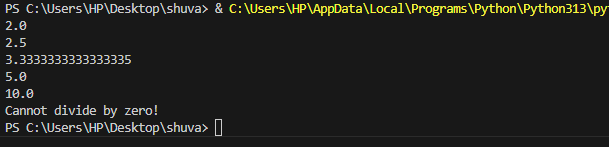 PS C:\Users\HP\Desktop\shuva> & C:\Users\HP\AppData\Local\Programs\Python\Python313\py
2.0
2.5
3.3333333333333335
5.0
10.0
Cannot divide by zero!
PS C:\Users\HP\Desktop\shuva>